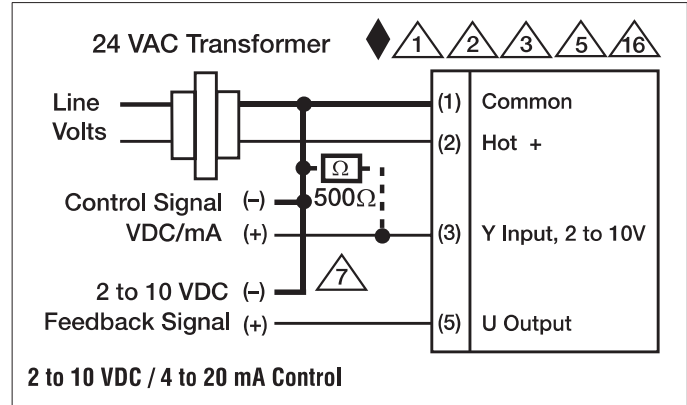 24 VAC Transformer 1 2 3 5 16
Line
Volts
(1) Common
(2) Hot +
Ω
500Ω
Control Signal (–)
VDC/mA (+)
(3) Y Input, 2 to 10V
7
2 to 10 VDC (–)
Feedback Signal (+)
(5) U Output
2 to 10 VDC / 4 to 20 mA Control